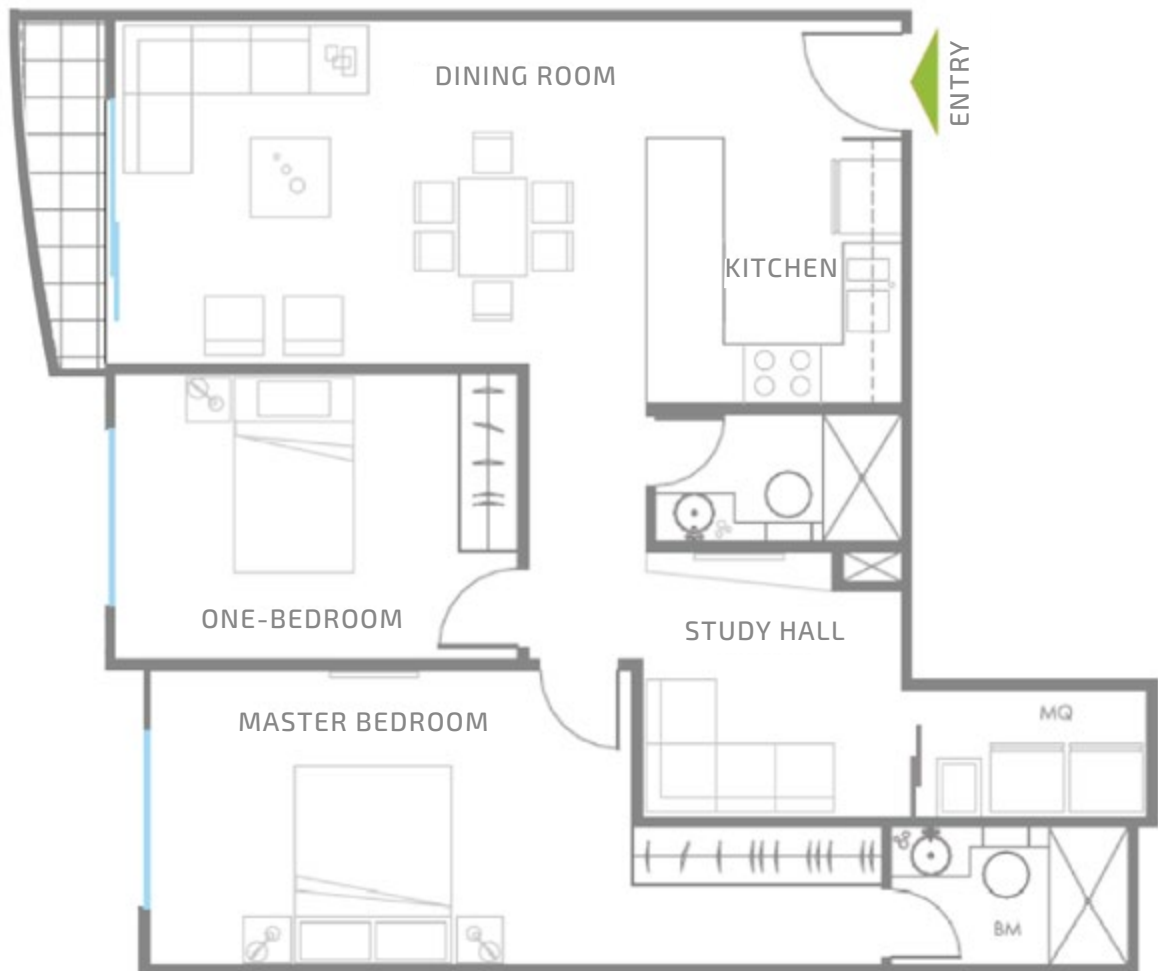 DINING ROOM
ENTRY
KITCHEN
ONE-BEDROOM
STUDY HALL
MASTER BEDROOM
MQ
BM